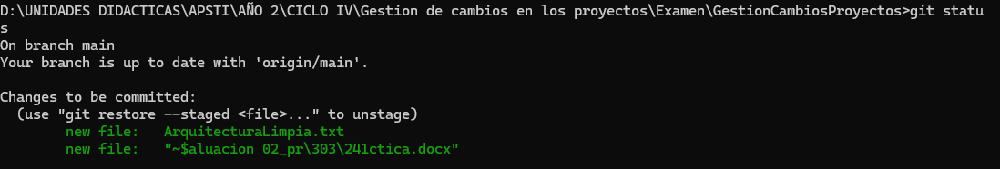 D:\UNIDADES DIDACTICAS\APSTI\AÑO 2\CICLO IV\Gestion de cambios en los proyectos\Examen\GestionCambiosProyectos>git statu
s
On branch main
Your branch is up to date with 'origin/main'.
Changes to be committed:
  (use "git restore --staged <file>..." to unstage)
        new file:   ArquitecturaLimpia.txt
        new file:   "~$aluacion 02_pr\303\241ctica.docx"